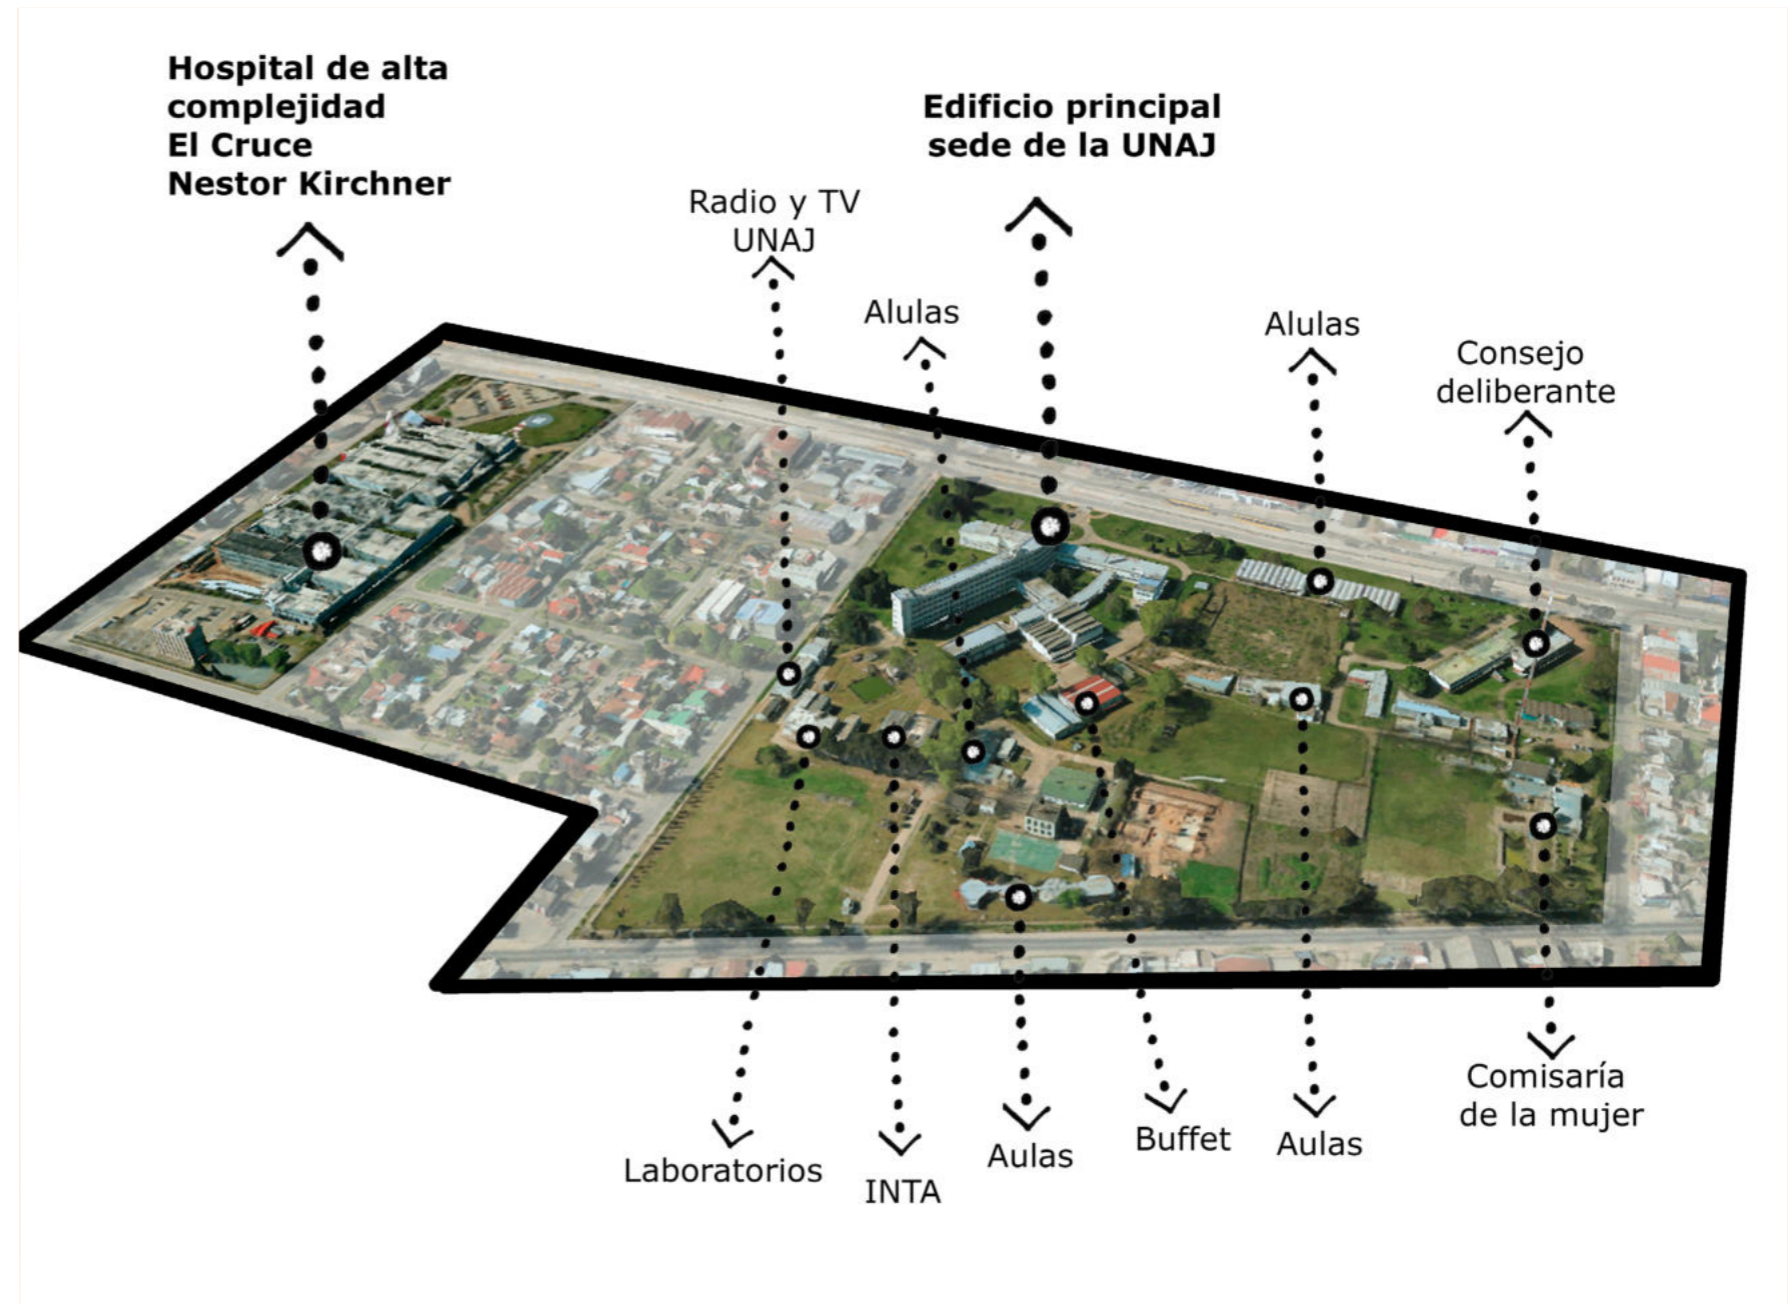 Hospital de alta
complejidad
El Cruce
Nestor Kirchner
Edificio principal
sede de la UNAJ
Radio y TV
UNAJ
Alulas
Alulas
Consejo
deliberante
Laboratorios
INTA
Aulas
Buffet
Aulas
Comisaría
de la mujer